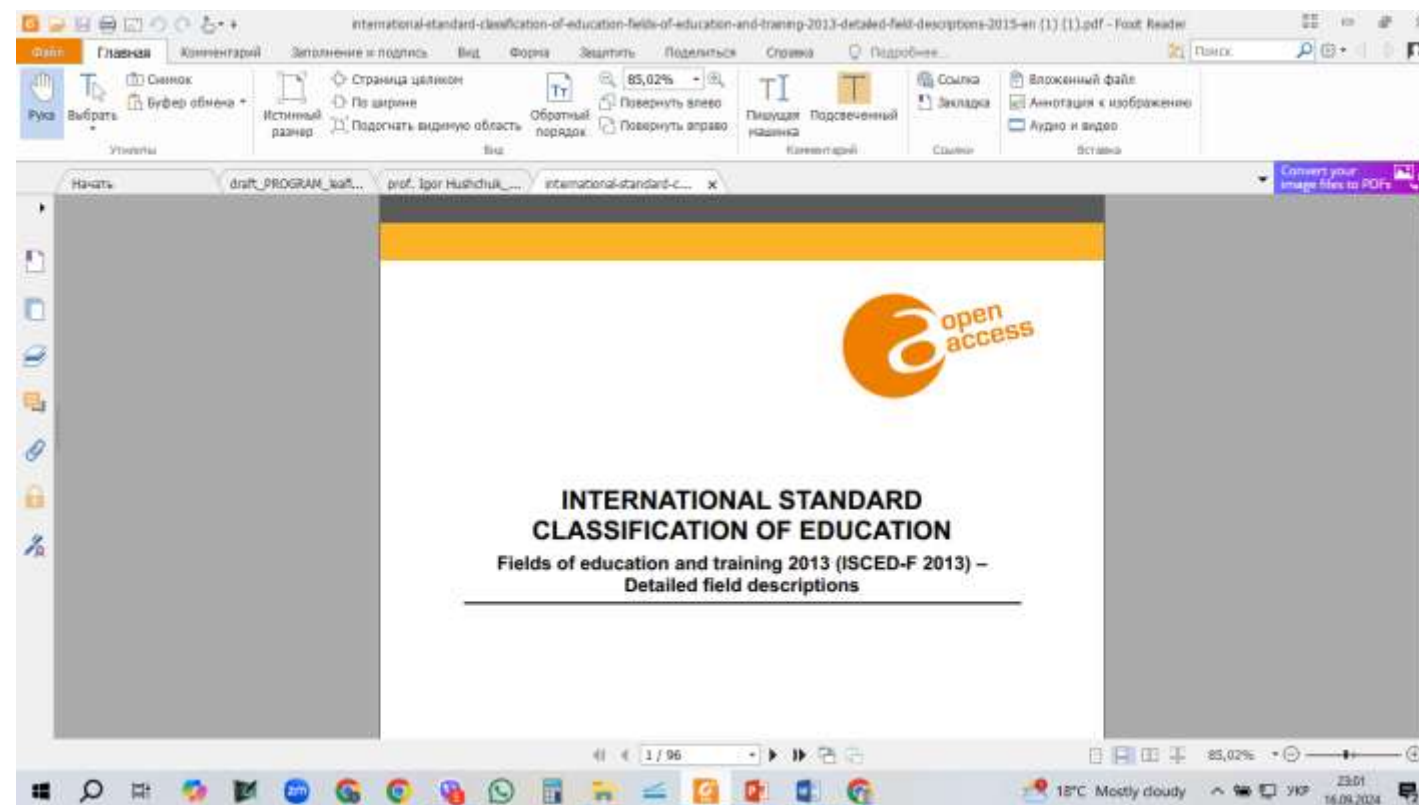 international-standard-classification-of-education-fields-of-education-and-training-2013-detailed-field-descriptions-2015-en (1) (1).pdf - Foxit Reader
Файл Главная Комментарий Заполнение и подпись Вид Форма Защитить Поделиться Справка Подробнее... Поиск
Рука
Выбрать
Снимок
Буфер обмена
Утилиты
Истинный размер
Страница целиком
По ширине
Подогнать видимую область
Обратный порядок
85,02%
Повернуть влево
Повернуть вправо
Вид
Пишущая машинка
Подсвеченный
Комментарий
Ссылка
Закладка
Ссылки
Вложенный файл
Аннотация к изображению
Аудио и видео
Вставка
Начать draft_PROGRAM_leafl... prof. Igor Hushchuk_... international-standard-c... x
Convert your
image files to PDFs
open
access
INTERNATIONAL STANDARD
CLASSIFICATION OF EDUCATION
Fields of education and training 2013 (ISCED-F 2013) –
Detailed field descriptions
1 / 96
85,02%
zm
18°C Mostly cloudy
УКР
23:01
16.09.2024